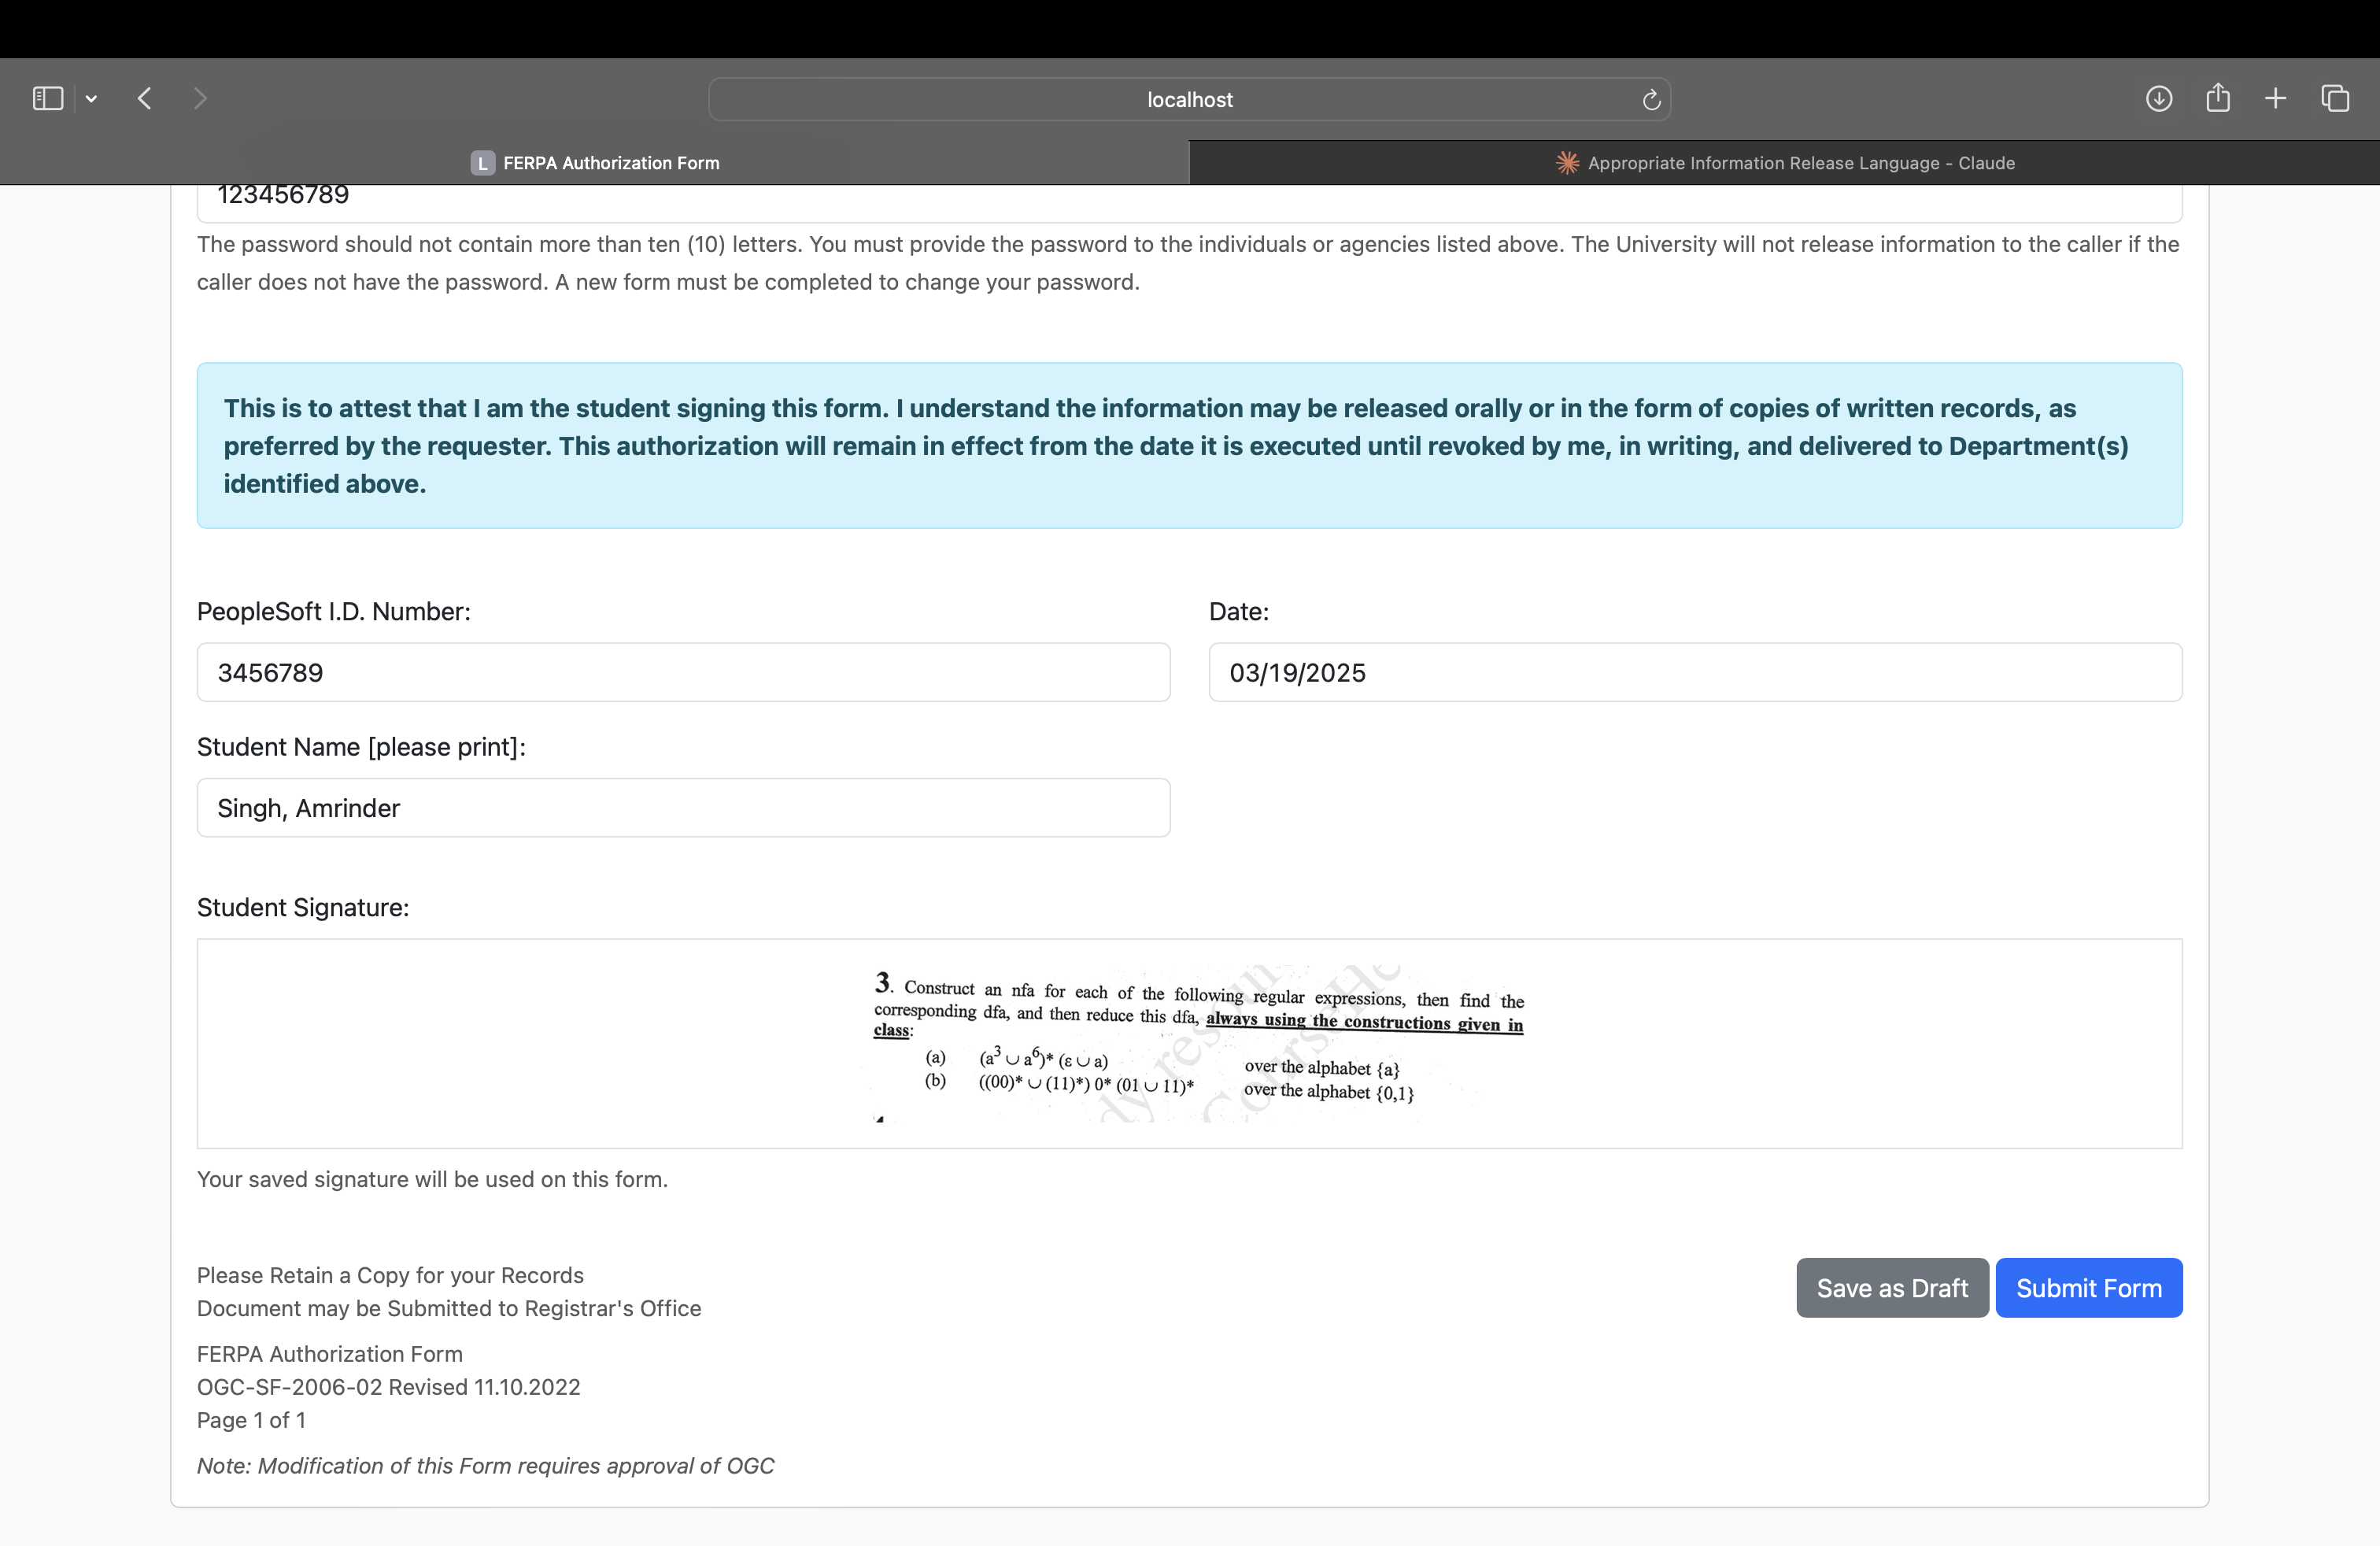 localhost
L FERPA Authorization Form
Appropriate Information Release Language - Claude
123456789
The password should not contain more than ten (10) letters. You must provide the password to the individuals or agencies listed above. The University will not release information to the caller if the
caller does not have the password. A new form must be completed to change your password.
This is to attest that I am the student signing this form. I understand the information may be released orally or in the form of copies of written records, as
preferred by the requester. This authorization will remain in effect from the date it is executed until revoked by me, in writing, and delivered to Department(s)
identified above.
PeopleSoft I.D. Number:
Date:
3456789
03/19/2025
Student Name [please print]:
Singh, Amrinder
Student Signature:
3. Construct an nfa for each of the following regular expressions, then find the
corresponding dfa, and then reduce this dfa, always using the constructions given in
class:
(a) (a³ ∪ a⁶)* (ε ∪ a) over the alphabet {a}
(b) ((00)* ∪ (11)*) 0* (01 ∪ 11)* over the alphabet {0,1}
Your saved signature will be used on this form.
Please Retain a Copy for your Records
Document may be Submitted to Registrar's Office
Save as Draft
Submit Form
FERPA Authorization Form
OGC-SF-2006-02 Revised 11.10.2022
Page 1 of 1
Note: Modification of this Form requires approval of OGC